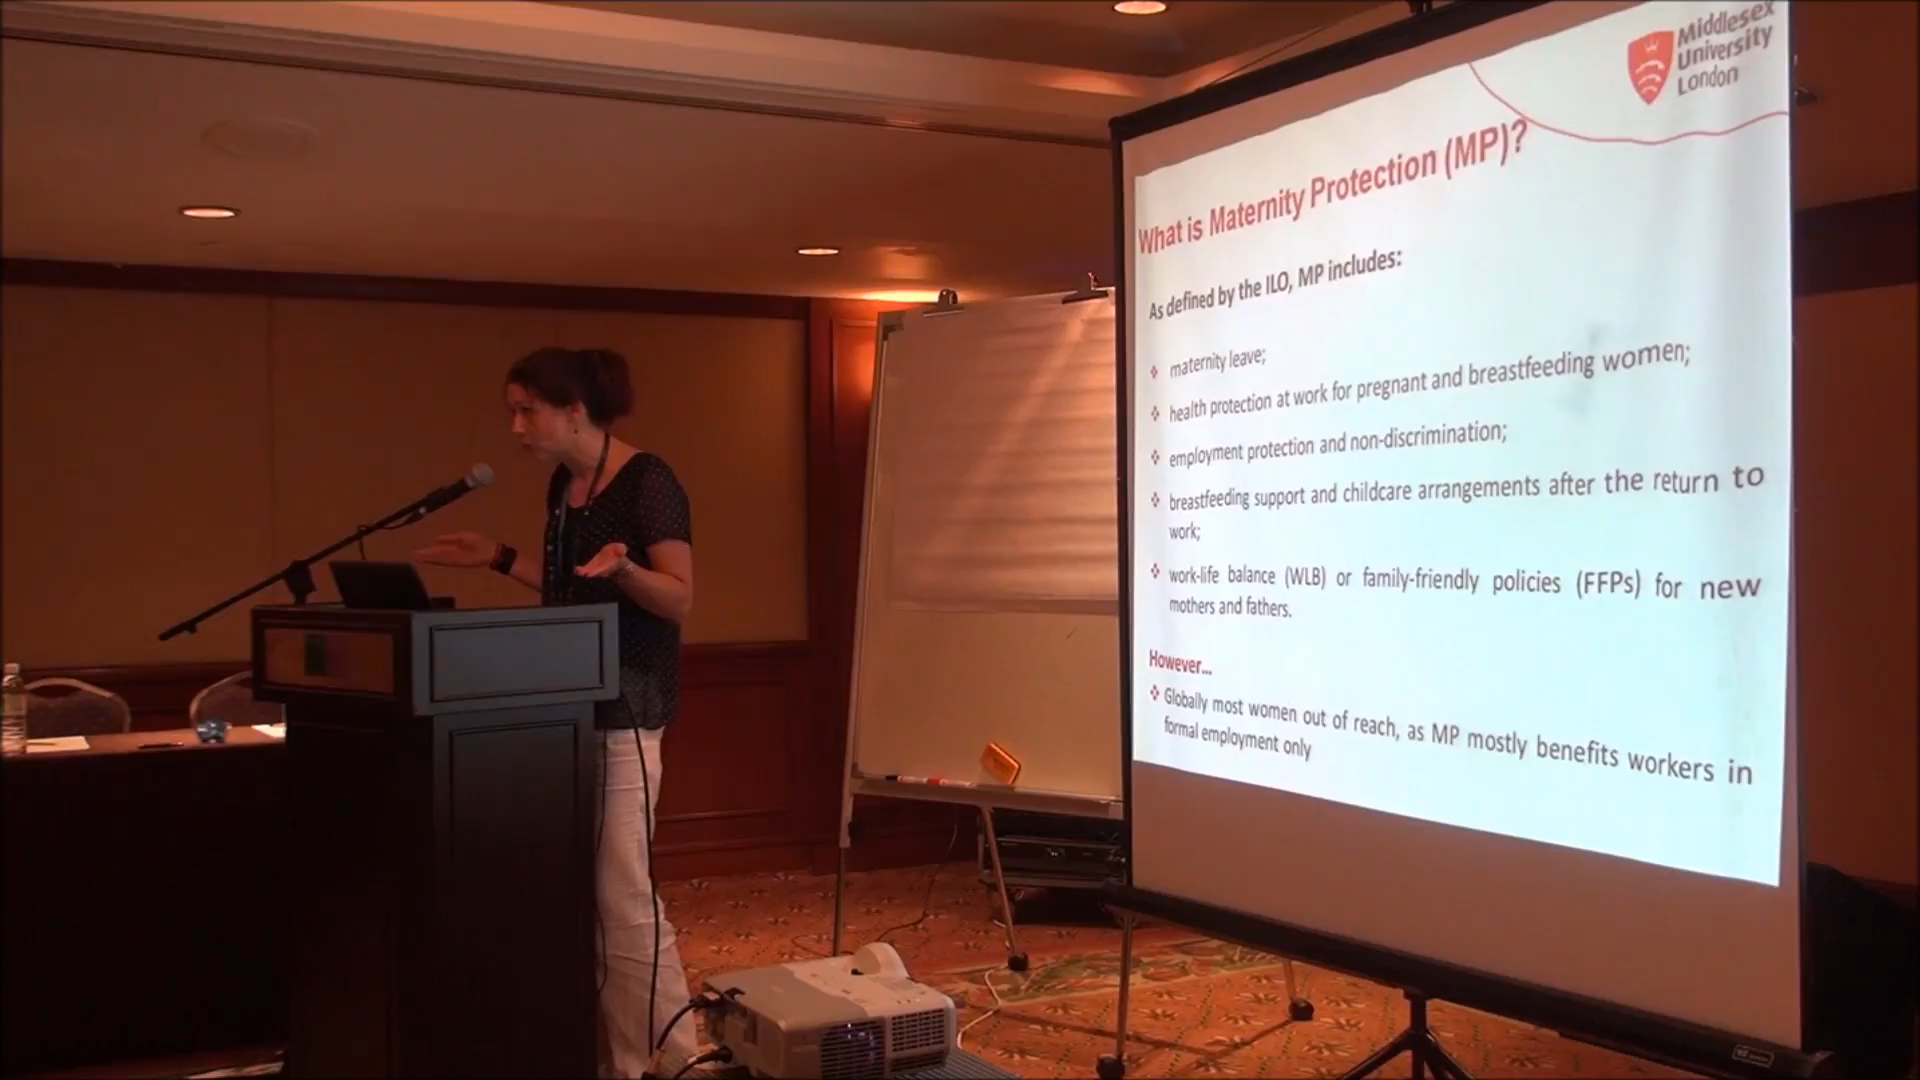 Middlesex
University
London
What is Maternity Protection (MP)?
As defined by the ILO, MP includes:
❖ maternity leave;
❖ health protection at work for pregnant and breastfeeding women;
❖ employment protection and non-discrimination;
❖ breastfeeding support and childcare arrangements after the return to
work;
❖ work-life balance (WLB) or family-friendly policies (FFPs) for new
mothers and fathers.
However...
❖ Globally most women out of reach, as MP mostly benefits workers in
formal employment only